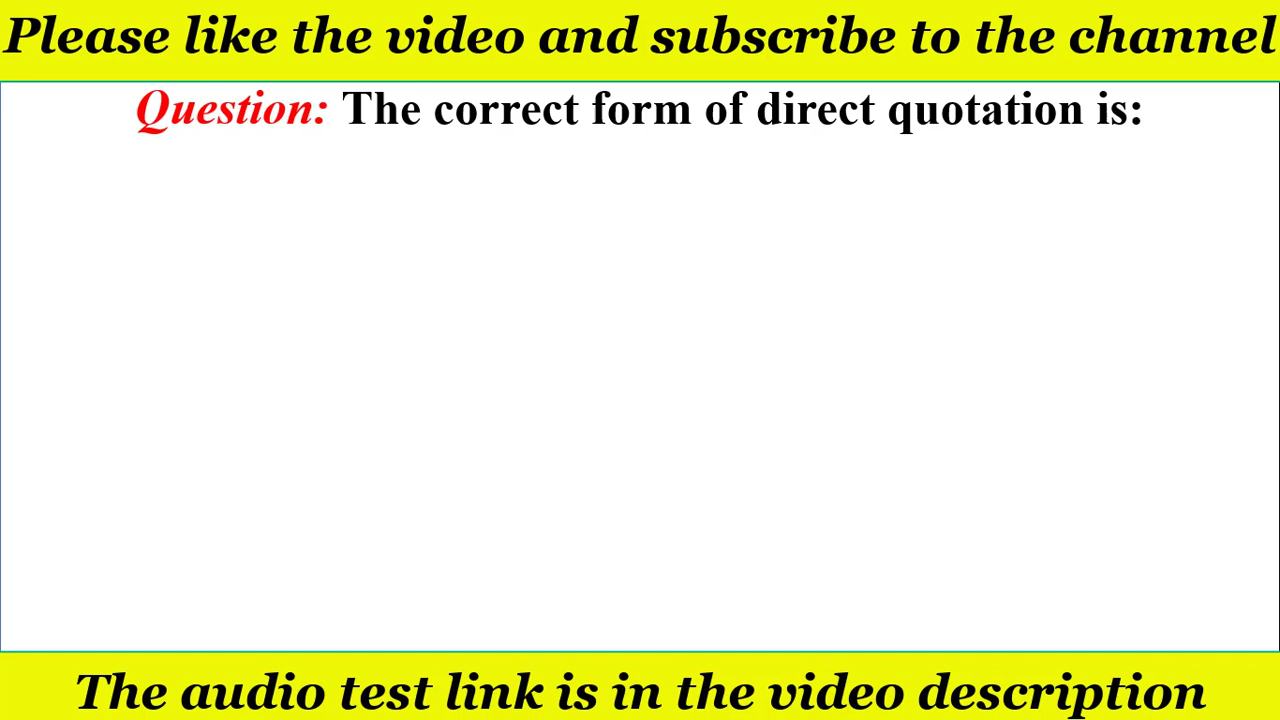 Please like the video and subscribe to the channel
Question: The correct form of direct quotation is:
The audio test link is in the video description